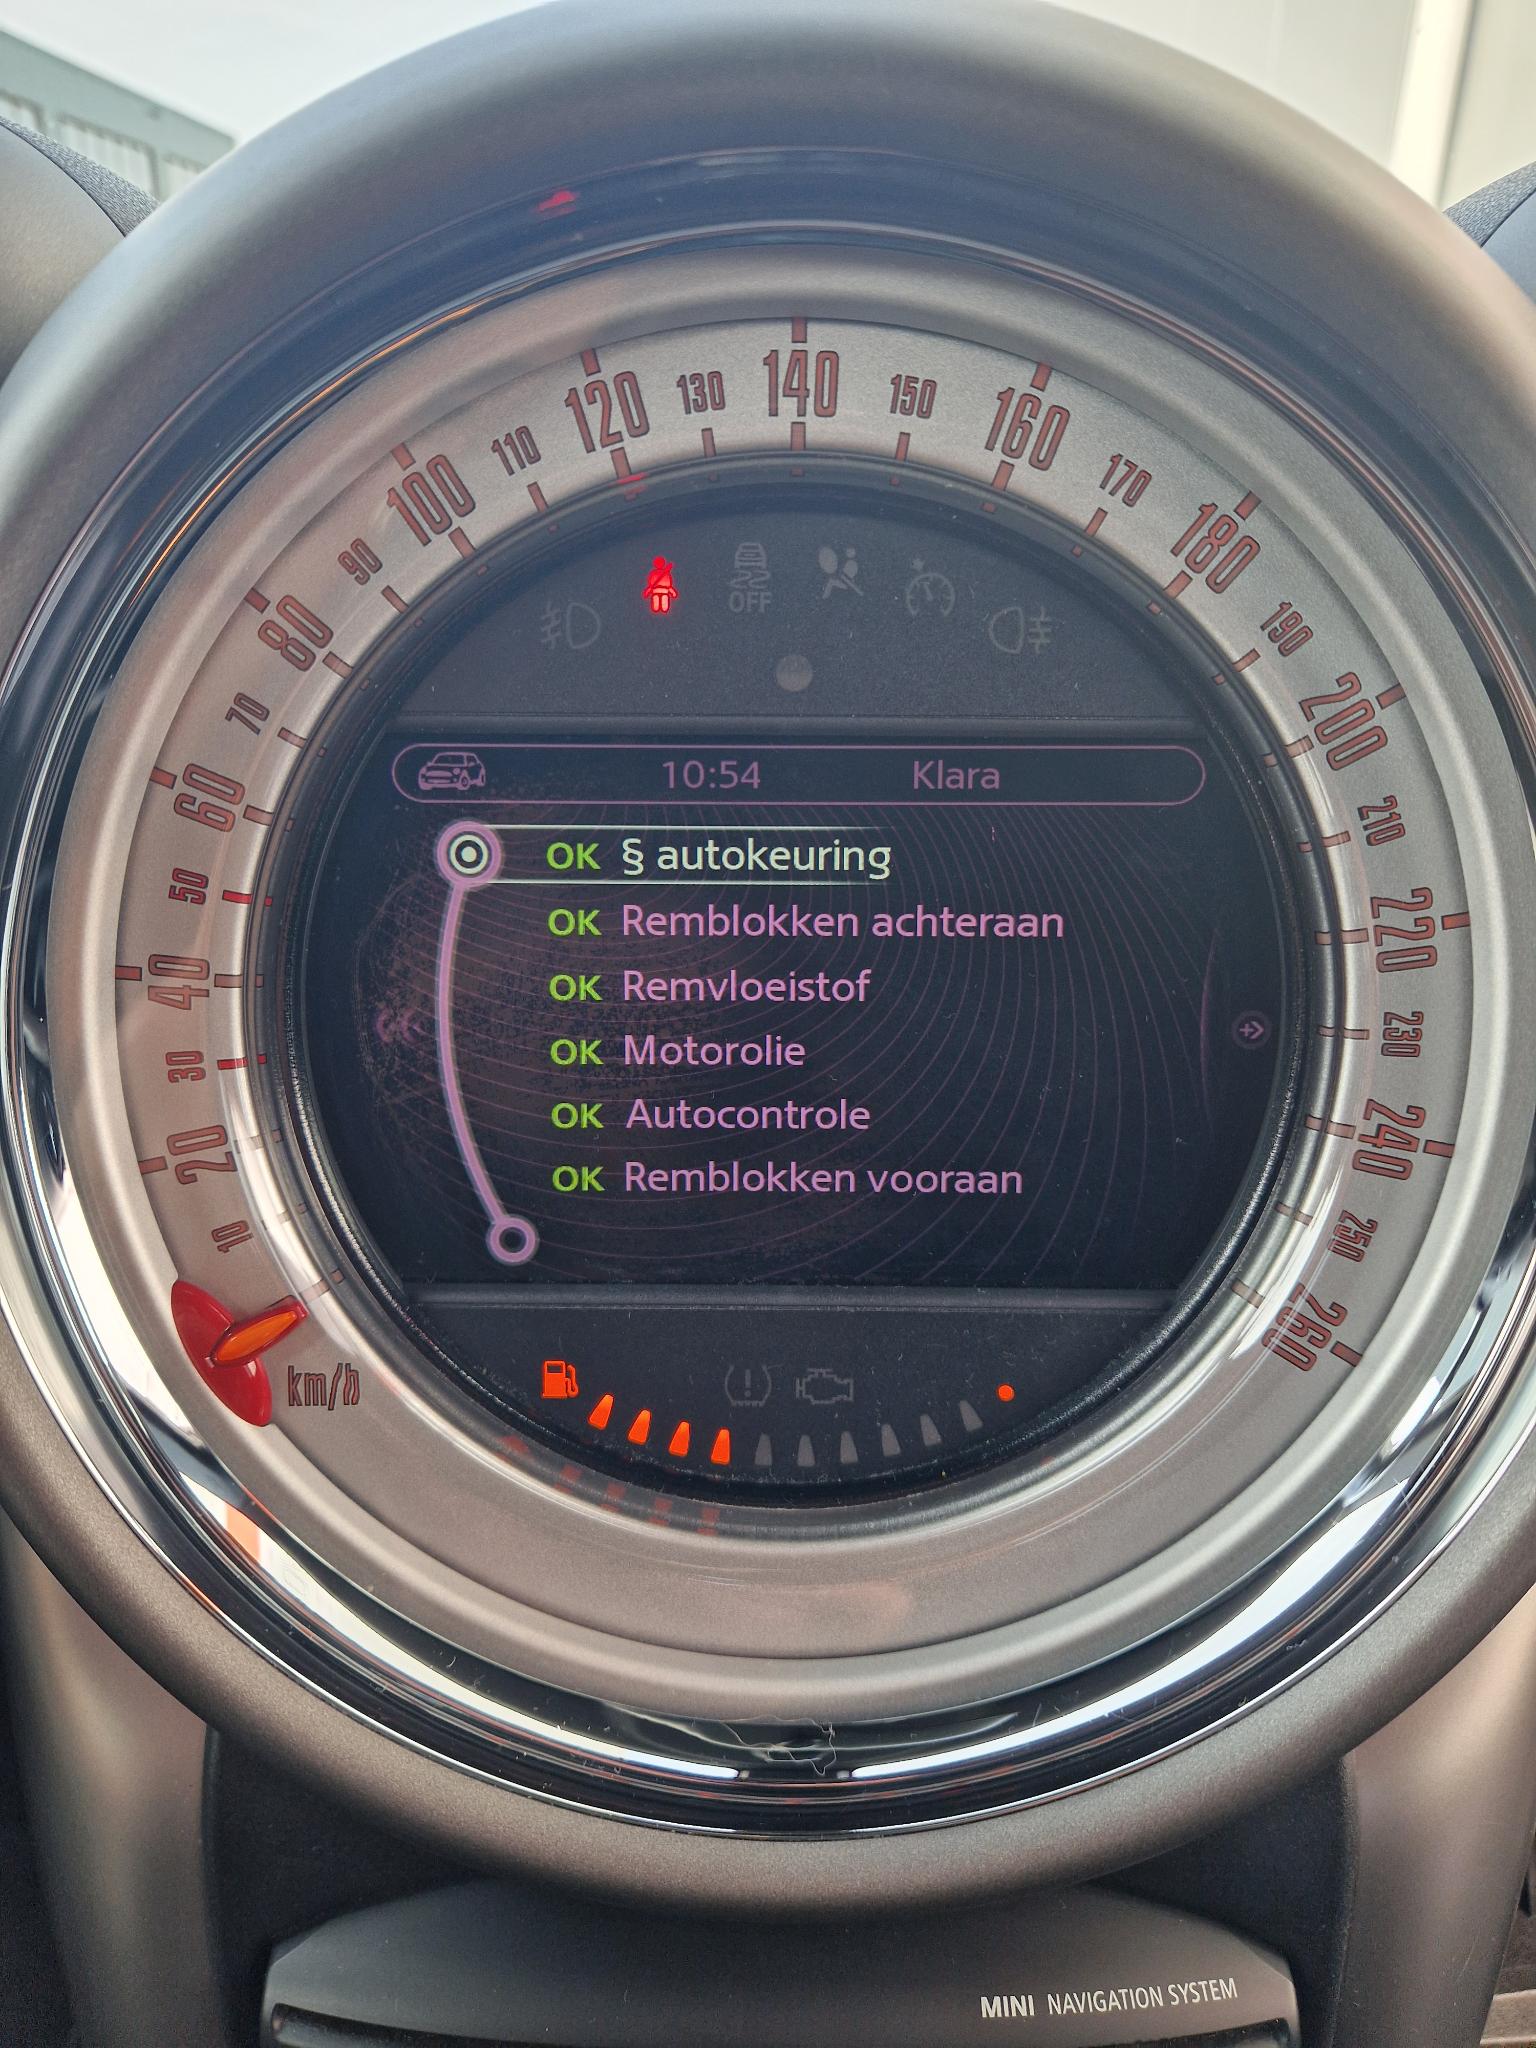 10
20
30
40
50
60
70
80
90
100
110
120
130
140
150
160
170
180
190
200
210
220
230
240
250
260
km/h
OFF
10:54 Klara
OK § autokeuring
OK Remblokken achteraan
OK Remvloeistof
OK Motorolie
OK Autocontrole
OK Remblokken vooraan
MINI NAVIGATION SYSTEM